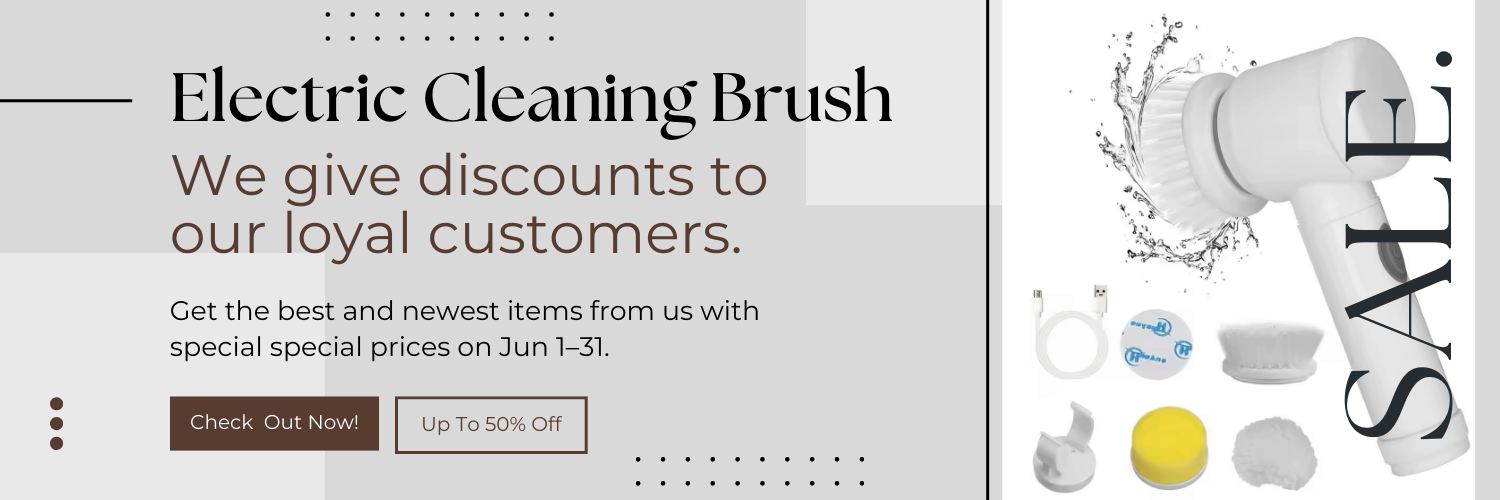 Electric Cleaning Brush
We give discounts to
our loyal customers.
Get the best and newest items from us with
special special prices on Jun 1–31.
Check Out Now!
Up To 50% Off
SALE.